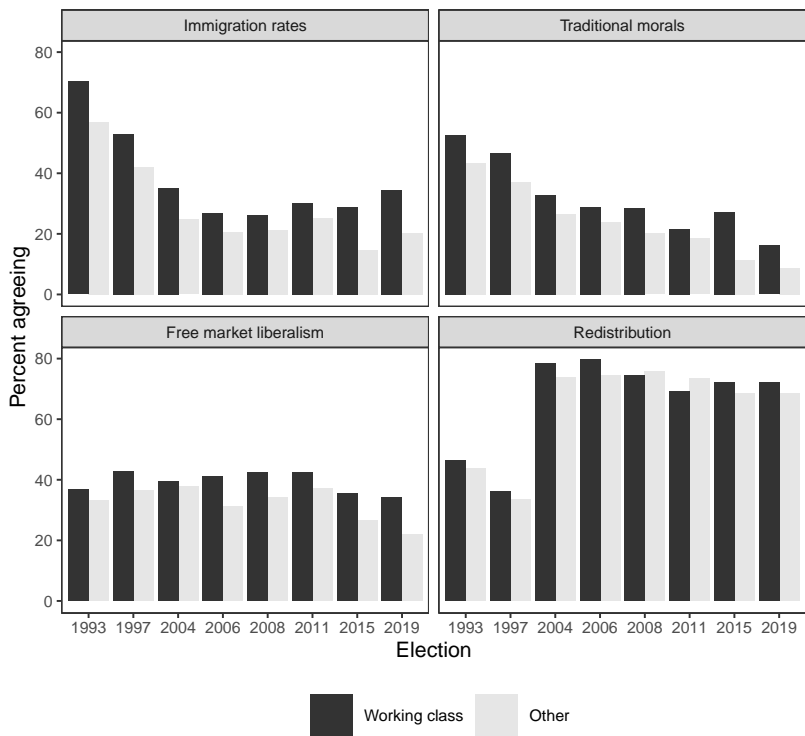 Immigration rates
Traditional morals
80
60
40
20
0
Free market liberalism
Redistribution
80
60
40
20
0
Percent agreeing
1993 1997 2004 2006 2008 2011 2015 2019
1993 1997 2004 2006 2008 2011 2015 2019
Election
Working class
Other